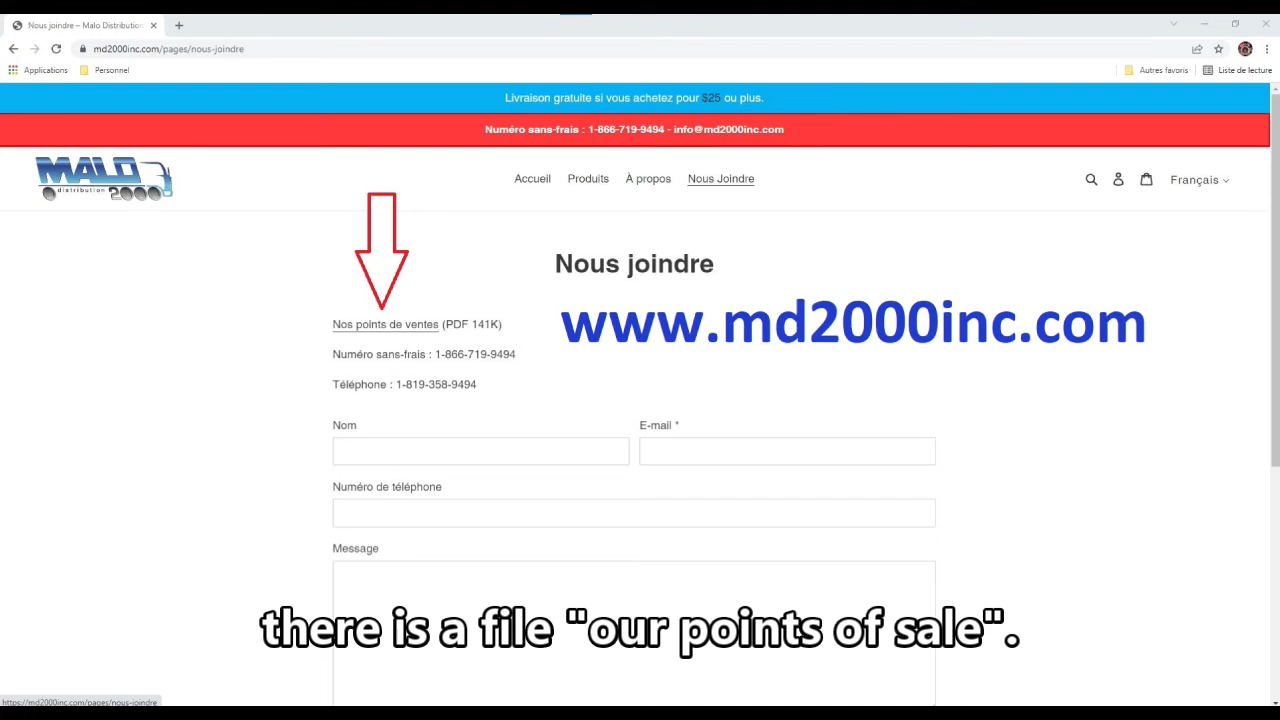 Nous joindre – Malo Distribution
md2000inc.com/pages/nous-joindre
Applications
Personnel
Autres favoris
Liste de lecture
Livraison gratuite si vous achetez pour $25 ou plus.
Numéro sans-frais : 1-866-719-9494 - info@md2000inc.com
MALO
distribution 2000
Accueil
Produits
À propos
Nous Joindre
Français
Nous joindre
www.md2000inc.com
Nos points de ventes (PDF 141K)
Numéro sans-frais : 1-866-719-9494
Téléphone : 1-819-358-9494
Nom
E-mail *
Numéro de téléphone
Message
there is a file "our points of sale".
https://md2000inc.com/pages/nous-joindre